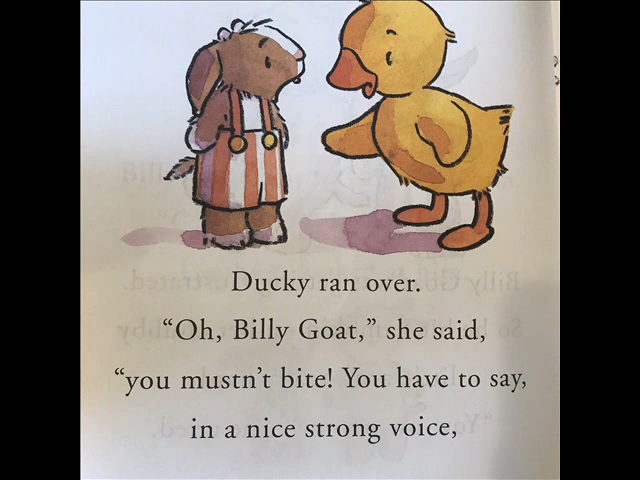 Ducky ran over.
“Oh, Billy Goat,” she said,
“you mustn’t bite! You have to say,
in a nice strong voice,